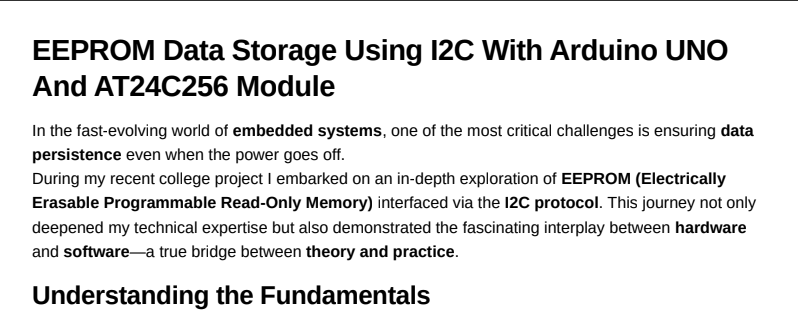 EEPROM Data Storage Using I2C With Arduino UNO
And AT24C256 Module
In the fast-evolving world of embedded systems, one of the most critical challenges is ensuring data
persistence even when the power goes off.
During my recent college project I embarked on an in-depth exploration of EEPROM (Electrically
Erasable Programmable Read-Only Memory) interfaced via the I2C protocol. This journey not only
deepened my technical expertise but also demonstrated the fascinating interplay between hardware
and software—a true bridge between theory and practice.
Understanding the Fundamentals